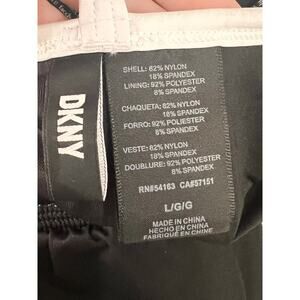 DKNY
SHELL: 82% NYLON
18% SPANDEX
LINING: 92% POLYESTER
8% SPANDEX
CHAQUETA: 82% NYLON
18% SPANDEX
FORRO: 92% POLYESTER
8% SPANDEX
VESTE: 82% NYLON
18% SPANDEX
DOUBLURE: 92% POLYESTER
8% SPANDEX
RN#54163 CA#57151
L/G/G
MADE IN CHINA
HECHO EN CHINA
FABRIQUÉ EN CHINE